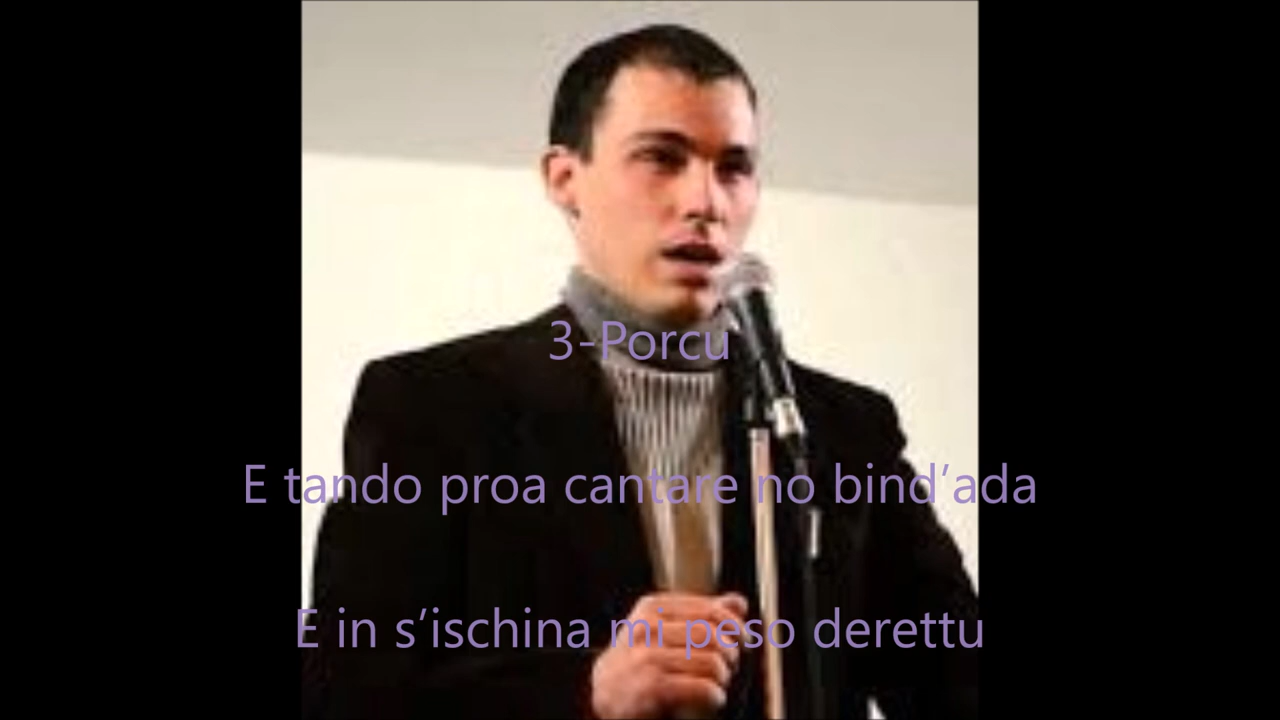 3-Porcu
E tando proa cantare no bind’ada
E in s’ischina mi peso derettu